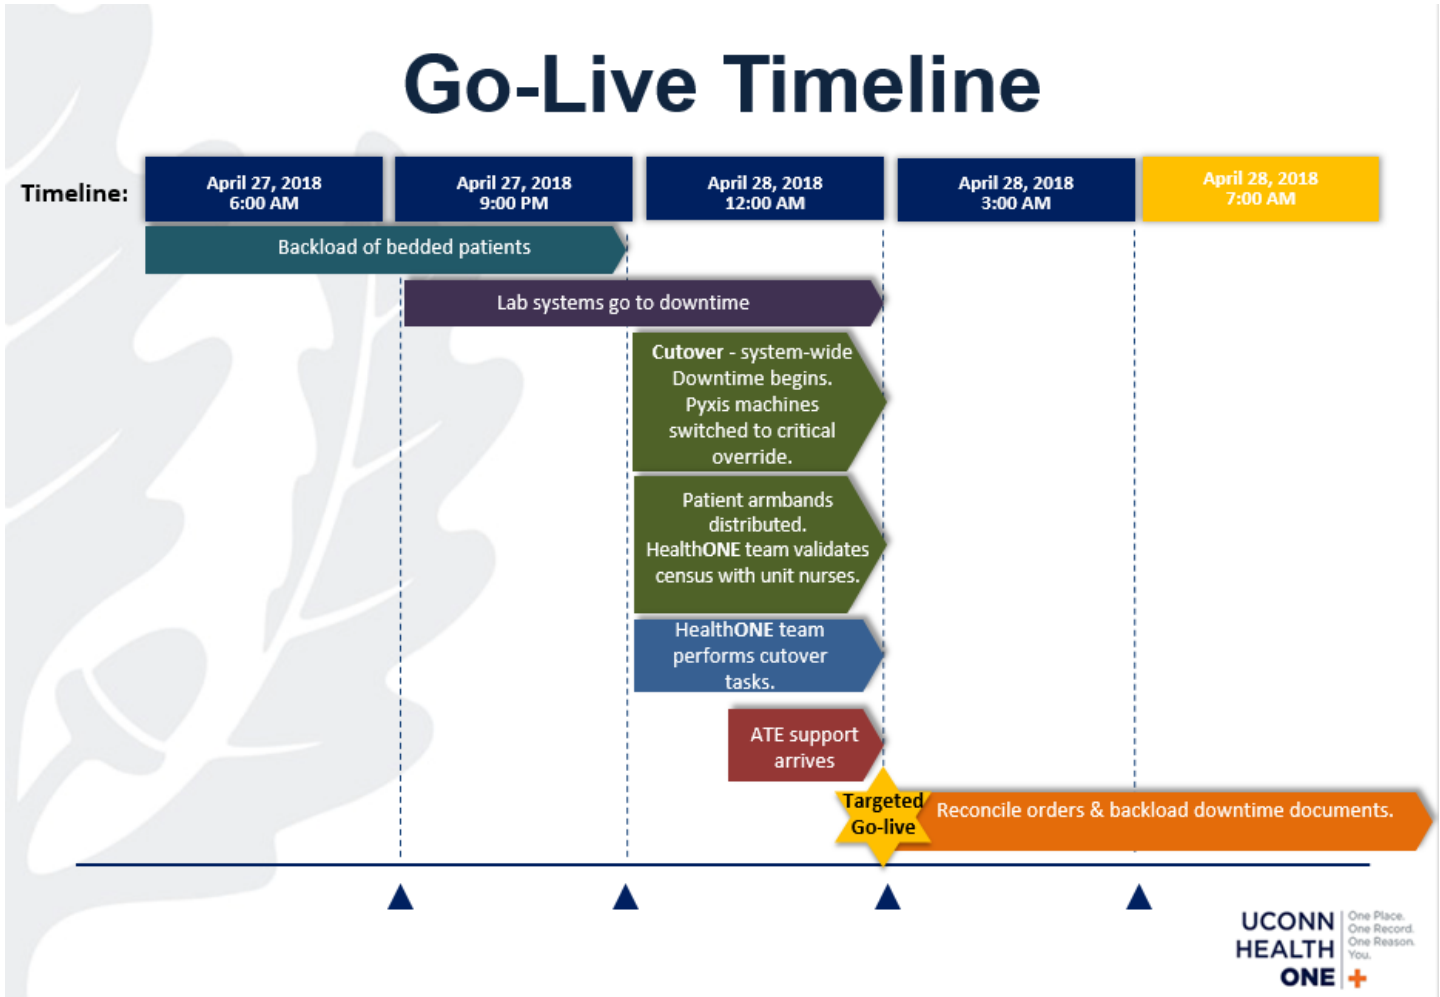 Go-Live Timeline
Timeline:
April 27, 2018
6:00 AM
April 27, 2018
9:00 PM
April 28, 2018
12:00 AM
April 28, 2018
3:00 AM
April 28, 2018
7:00 AM
Backload of bedded patients
Lab systems go to downtime
Cutover - system-wide
Downtime begins.
Pyxis machines
switched to critical
override.
Patient armbands
distributed.
HealthONE team validates
census with unit nurses.
HealthONE team
performs cutover
tasks.
ATE support
arrives
Targeted
Go-live
Reconcile orders & backload downtime documents.
UCONN
HEALTH
ONE
One Place.
One Record.
One Reason.
You.